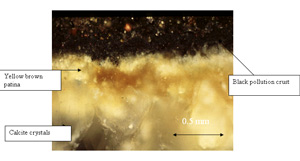 Yellow brown
patina
Black pollution crust
0.5 mm
Calcite crystals